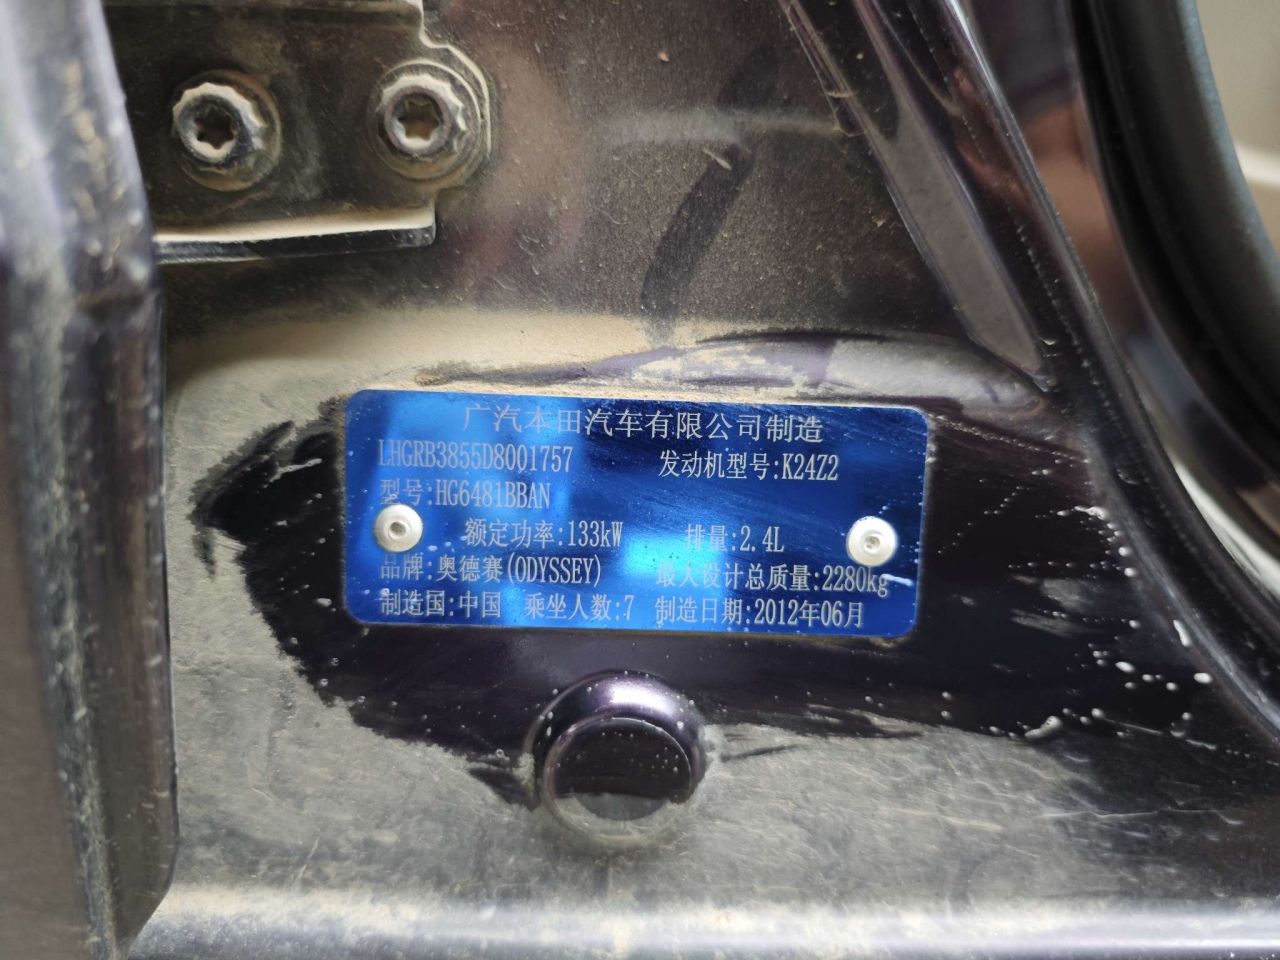 广汽本田汽车有限公司制造
LHGRB3855D8001757 发动机型号:K24Z2
型号:HG6481BBAN
额定功率:133kW 排量:2.4L
品牌:奥德赛(ODYSSEY) 最大设计总质量:2280kg
制造国:中国 乘坐人数:7 制造日期:2012年06月